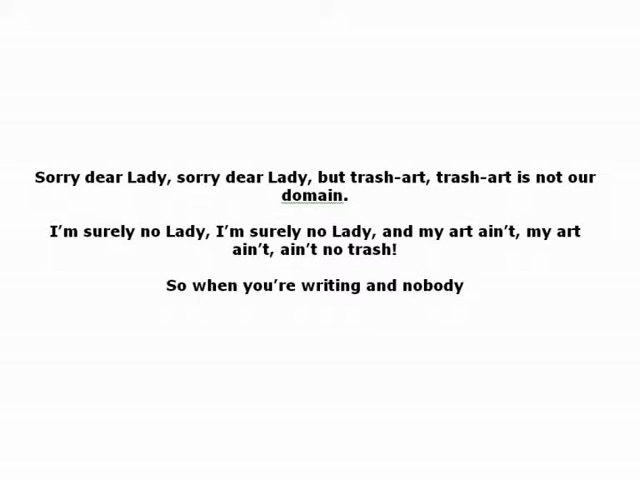 Sorry dear Lady, sorry dear Lady, but trash-art, trash-art is not our
domain.
I’m surely no Lady, I’m surely no Lady, and my art ain’t, my art
ain’t, ain’t no trash!
So when you’re writing and nobody